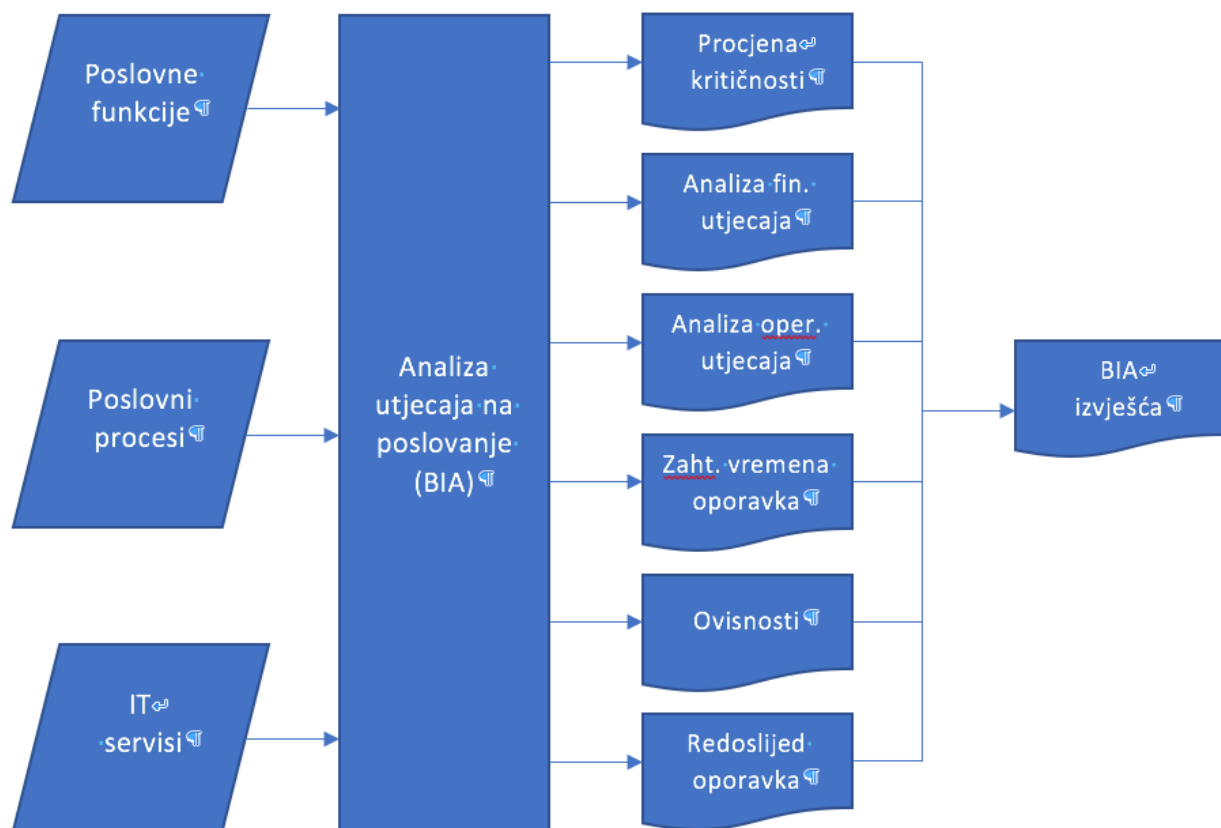 Poslovne
funkcije
Poslovni
procesi
IT
servisi
Analiza
utjecaja na
poslovanje
(BIA)
Procjena
kritičnosti
Analiza fin.
utjecaja
Analiza oper.
utjecaja
Zaht. vremena
oporavka
Ovisnosti
Redoslijed
oporavka
BIA
izvješća